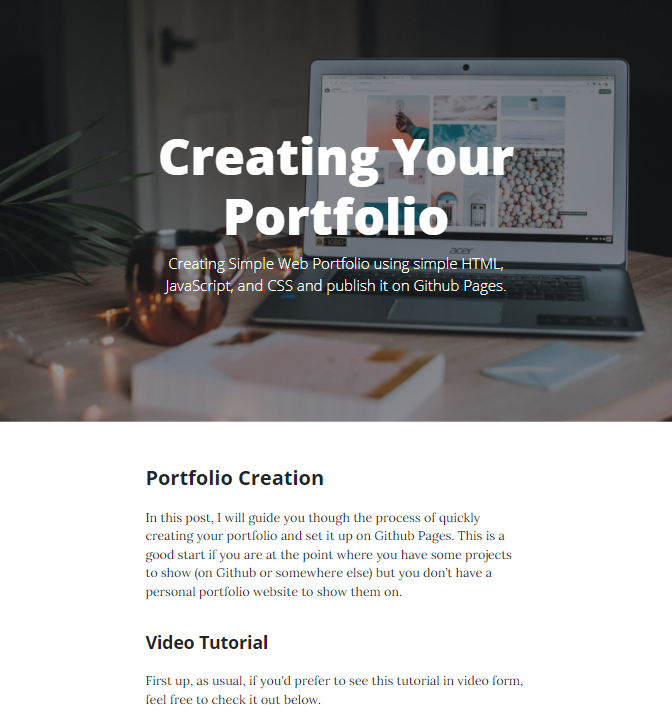 Creating Your
Portfolio
Creating Simple Web Portfolio using simple HTML,
JavaScript, and CSS and publish it on Github Pages.
acer
Portfolio Creation
In this post, I will guide you though the process of quickly
creating your portfolio and set it up on Github Pages. This is a
good start if you are at the point where you have some projects
to show (on Github or somewhere else) but you don’t have a
personal portfolio website to show them on.
Video Tutorial
First up, as usual, if you'd prefer to see this tutorial in video form,
feel free to check it out below.